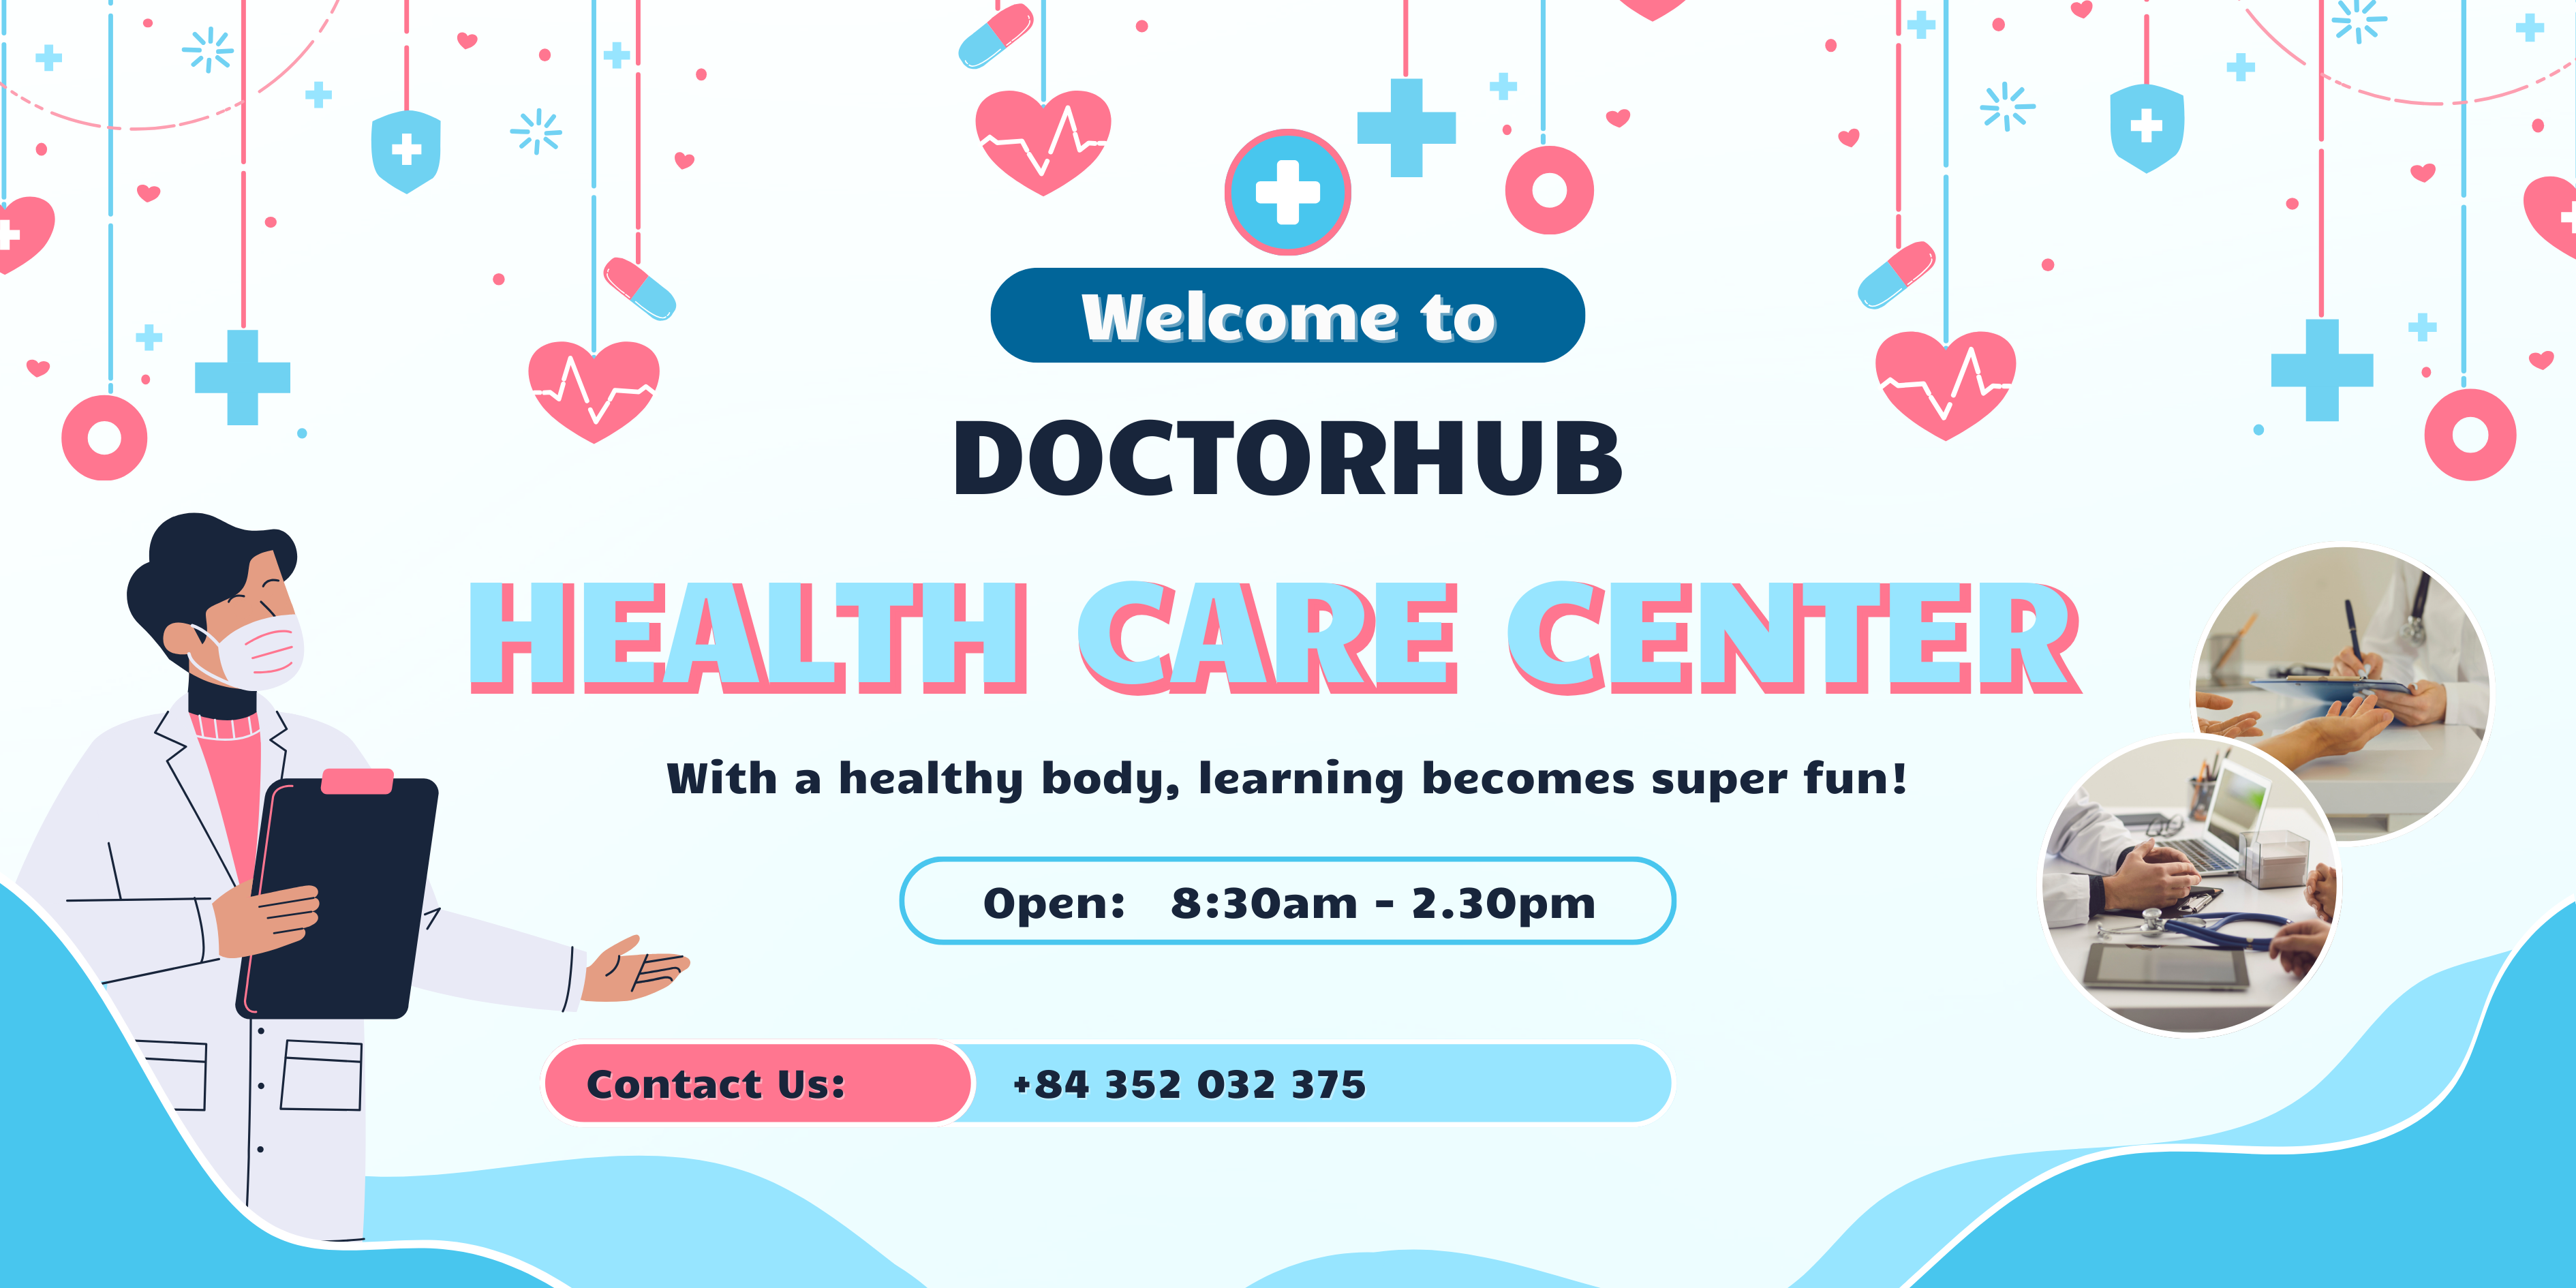 Welcome to
DOCTORHUB
HEALTH CARE CENTER
With a healthy body, learning becomes super fun!
Open: 8:30am - 2.30pm
Contact Us: +84 352 032 375